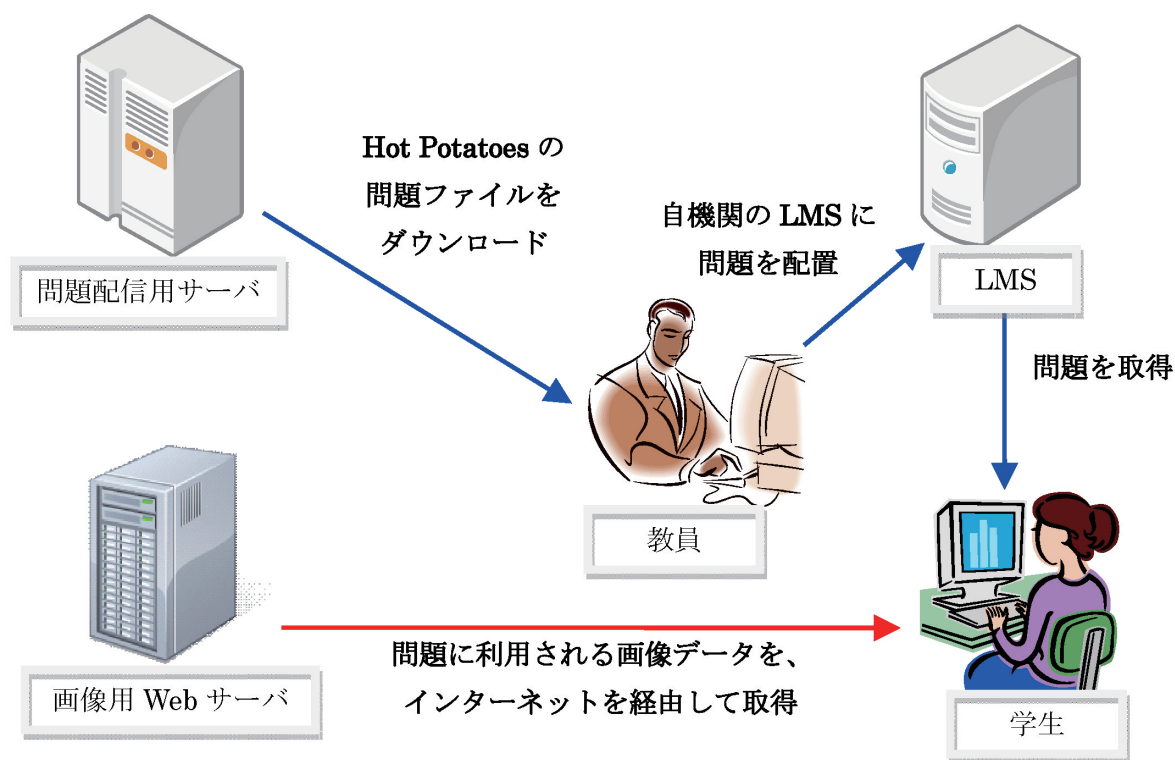 Hot Potatoes の
問題ファイルを
ダウンロード
自機関の LMS に
問題を配置
問題配信用サーバ
LMS
問題を取得
教員
問題に利用される画像データを、
インターネットを経由して取得
画像用 Web サーバ
学生